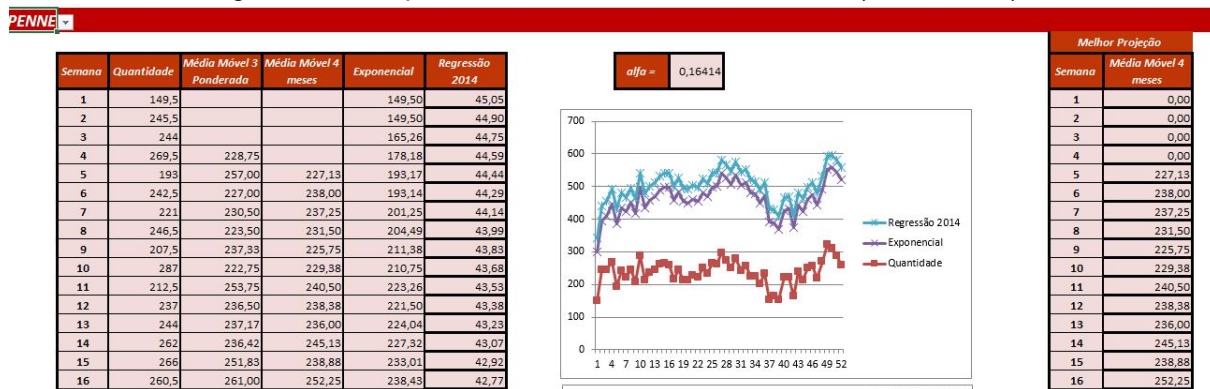 PENNE
Melhor Projeção
Semana Quantidade Média Móvel 3 Ponderada Média Móvel 4 meses Exponencial Regressão 2014
alfa = 0,16414
Semana Média Móvel 4 meses
1 149,5 149,50 45,05
2 245,5 149,50 44,90
3 244 165,26 44,75
4 269,5 228,75 178,18 44,59
5 193 257,00 227,13 193,17 44,44
6 242,5 227,00 238,00 193,14 44,29
7 221 230,50 237,25 201,25 44,14
8 246,5 223,50 231,50 204,49 43,99
9 207,5 237,33 225,75 211,38 43,83
10 287 222,75 229,38 210,75 43,68
11 212,5 253,75 240,50 223,26 43,53
12 237 236,50 238,38 221,50 43,38
13 244 237,17 236,00 224,04 43,23
14 262 236,42 245,13 227,32 43,07
15 266 251,83 238,88 233,01 42,92
16 260,5 261,00 252,25 238,43 42,77
700
600
500
400
300
200
100
0
1 4 7 10 13 16 19 22 25 28 31 34 37 40 43 46 49 52
Regressão 2014
Exponencial
Quantidade
1 0,00
2 0,00
3 0,00
4 0,00
5 227,13
6 238,00
7 237,25
8 231,50
9 225,75
10 229,38
11 240,50
12 238,38
13 236,00
14 245,13
15 238,88
16 252,25